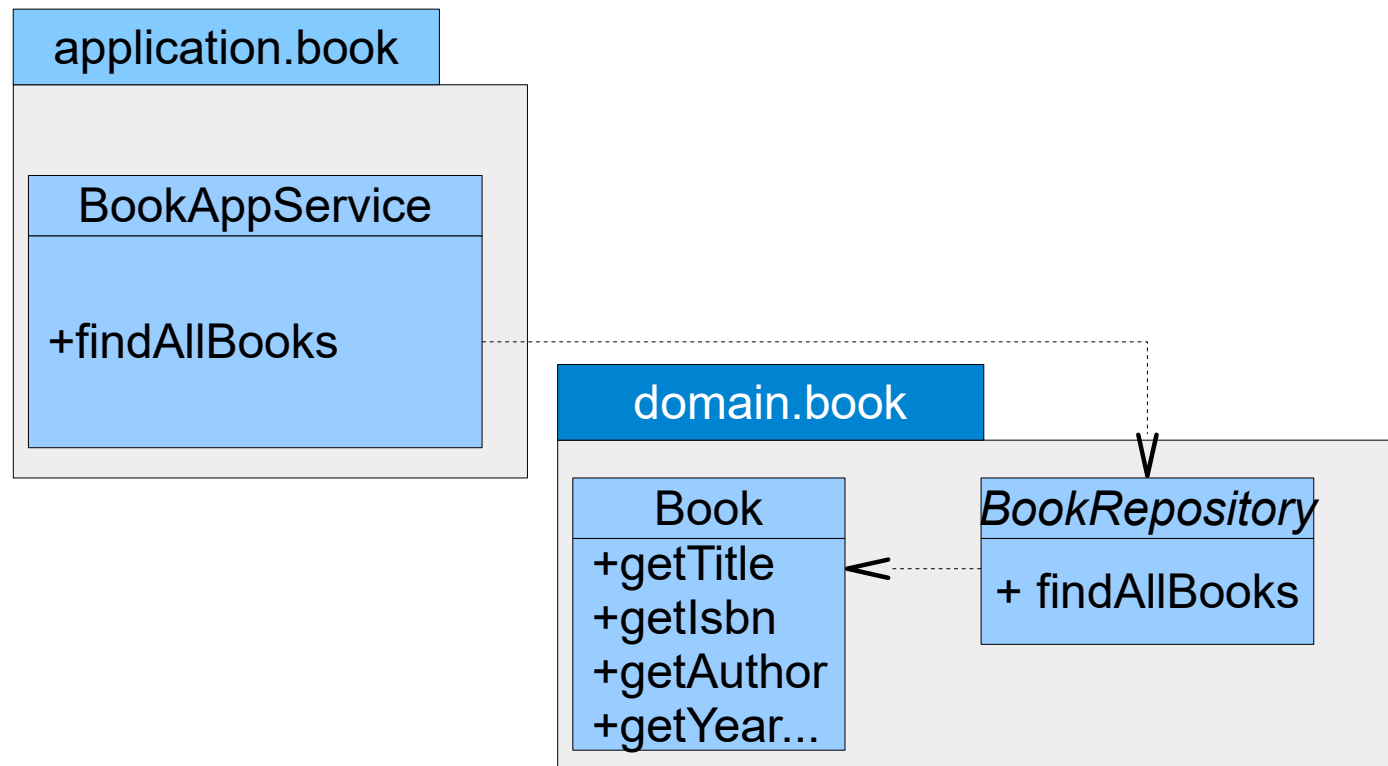 application.book
BookAppService
+findAllBooks
domain.book
Book
+getTitle
+getIsbn
+getAuthor
+getYear...
BookRepository
+ findAllBooks